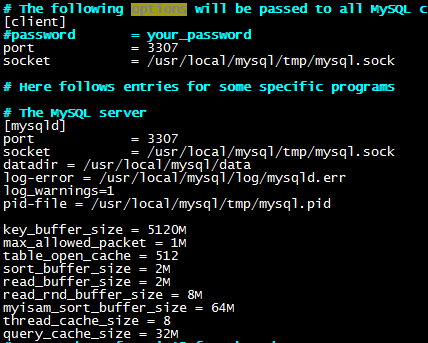 # The following options will be passed to all MySQL c
[client]
#password       = your_password
port            = 3307
socket          = /usr/local/mysql/tmp/mysql.sock
# Here follows entries for some specific programs
# The MySQL server
[mysqld]
port            = 3307
socket          = /usr/local/mysql/tmp/mysql.sock
datadir = /usr/local/mysql/data
log-error = /usr/local/mysql/log/mysqld.err
log_warnings=1
pid-file = /usr/local/mysql/tmp/mysql.pid
key_buffer_size = 5120M
max_allowed_packet = 1M
table_open_cache = 512
sort_buffer_size = 2M
read_buffer_size = 2M
read_rnd_buffer_size = 8M
myisam_sort_buffer_size = 64M
thread_cache_size = 8
query_cache_size = 32M